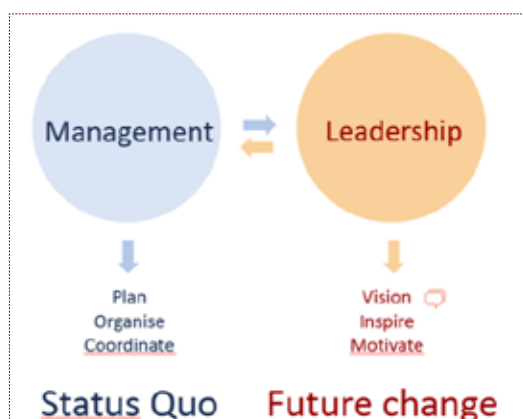 Management
Leadership
Plan
Organise
Coordinate
Vision
Inspire
Motivate
Status Quo
Future change